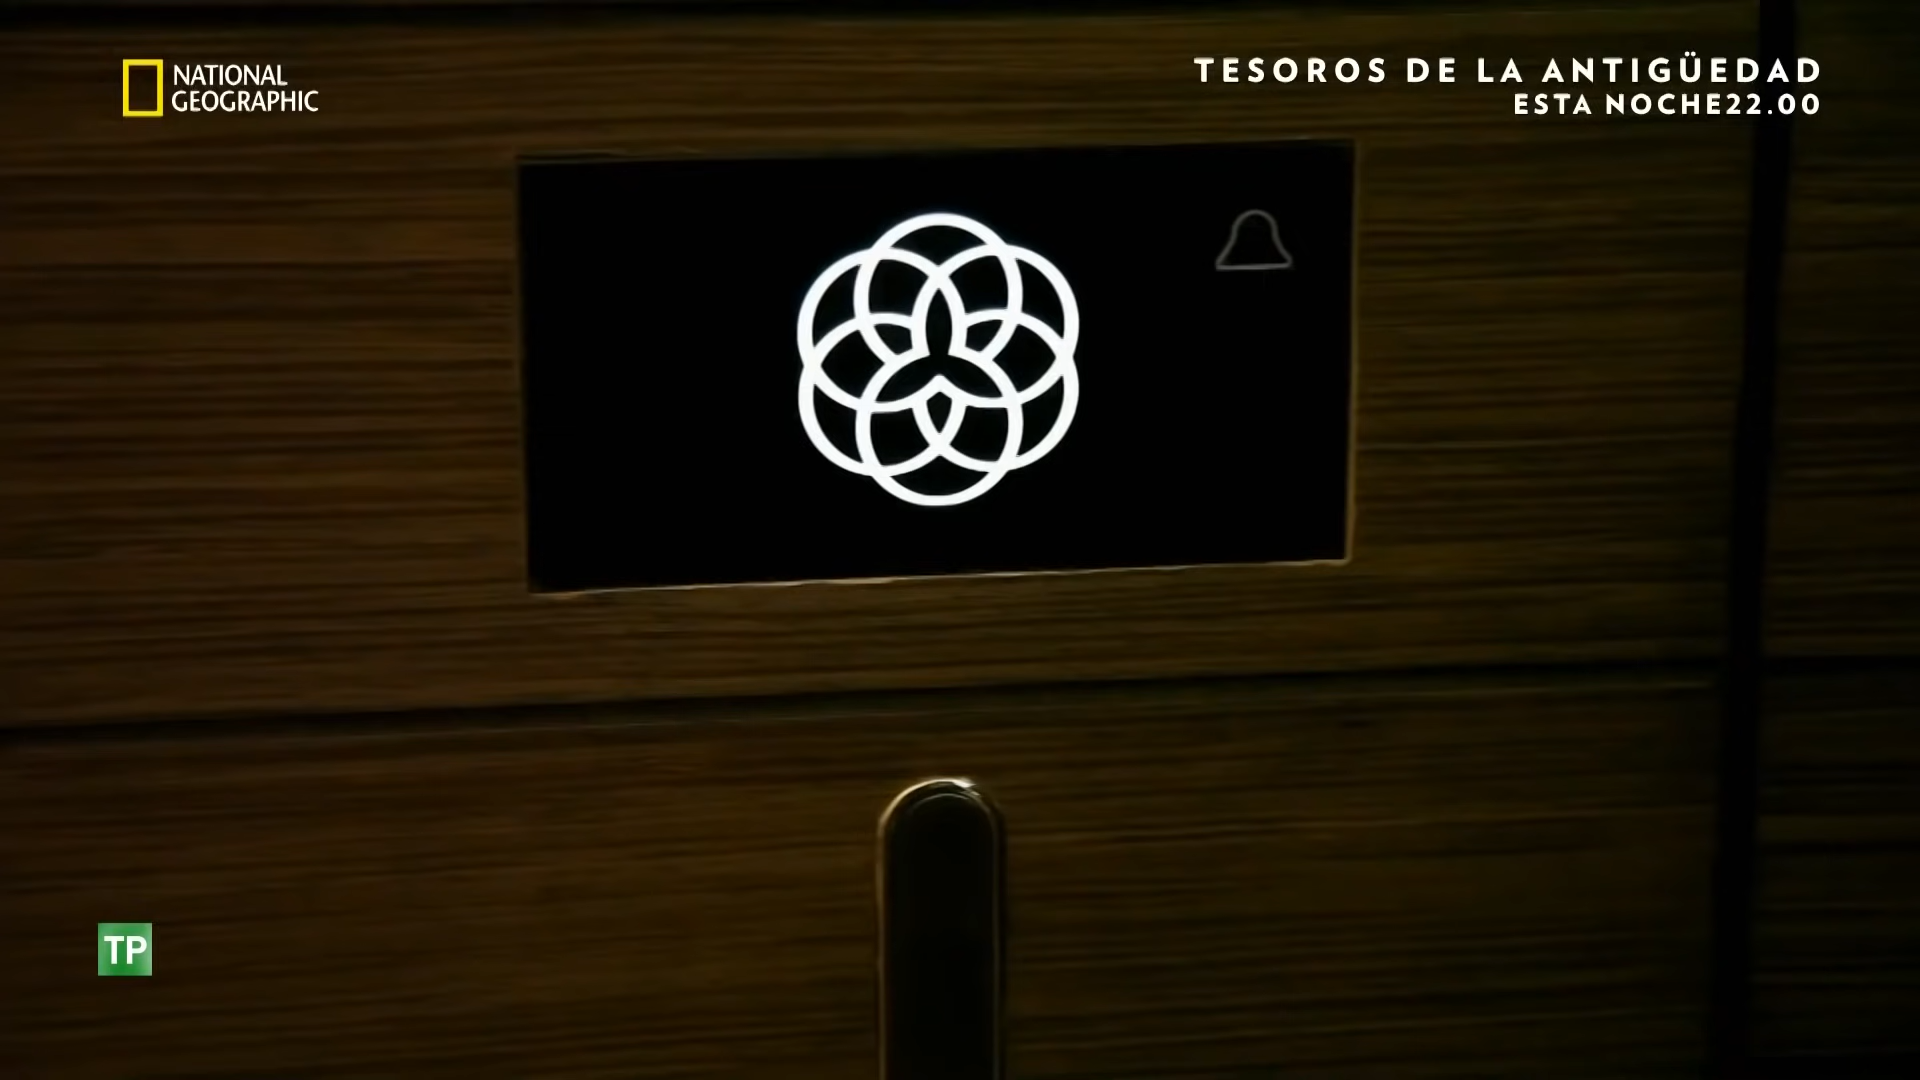 NATIONAL
GEOGRAPHIC
TESOROS DE LA ANTIGÜEDAD
ESTA NOCHE22.00
TP